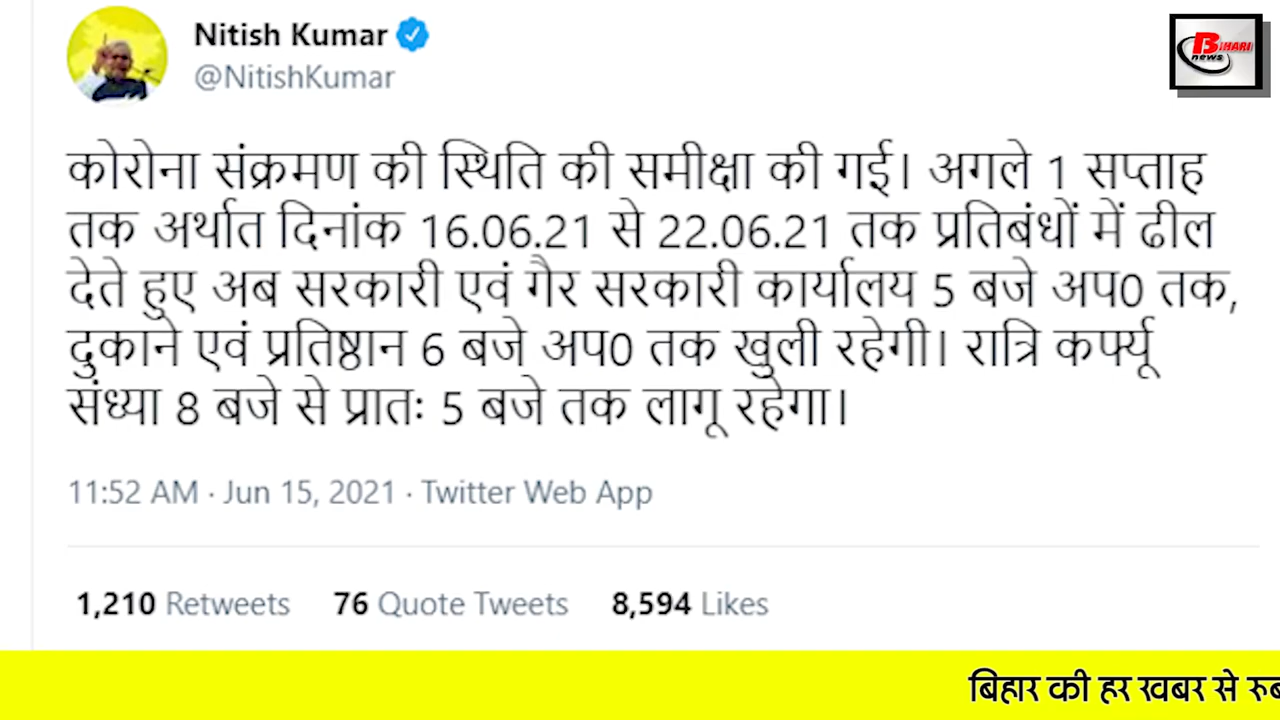 Nitish Kumar
@NitishKumar
BIHARI
news
कोरोना संक्रमण की स्थिति की समीक्षा की गई। अगले 1 सप्ताह
तक अर्थात दिनांक 16.06.21 से 22.06.21 तक प्रतिबंधों में ढील
देते हुए अब सरकारी एवं गैर सरकारी कार्यालय 5 बजे अप0 तक,
दुकाने एवं प्रतिष्ठान 6 बजे अप0 तक खुली रहेगी। रात्रि कर्फ्यू
संध्या 8 बजे से प्रातः 5 बजे तक लागू रहेगा।
11:52 AM · Jun 15, 2021 · Twitter Web App
1,210 Retweets 76 Quote Tweets 8,594 Likes
बिहार की हर खबर से